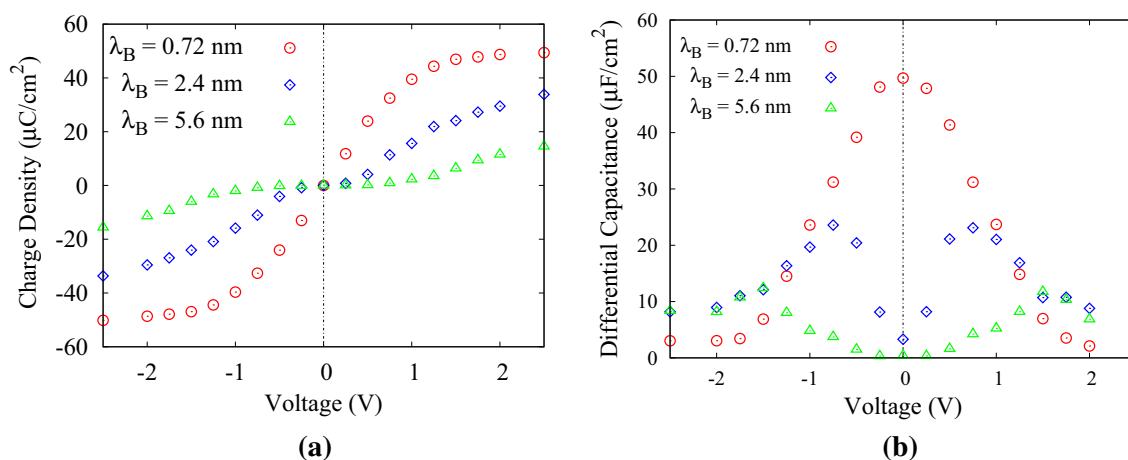 60
40
20
0
-20
-40
-60
Charge Density (μC/cm²)
λB = 0.72 nm
λB = 2.4 nm
λB = 5.6 nm
-2 -1 0 1 2
Voltage (V)
(a)
60
50
40
30
20
10
0
Differential Capacitance (μF/cm²)
λB = 0.72 nm
λB = 2.4 nm
λB = 5.6 nm
-2 -1 0 1 2
Voltage (V)
(b)